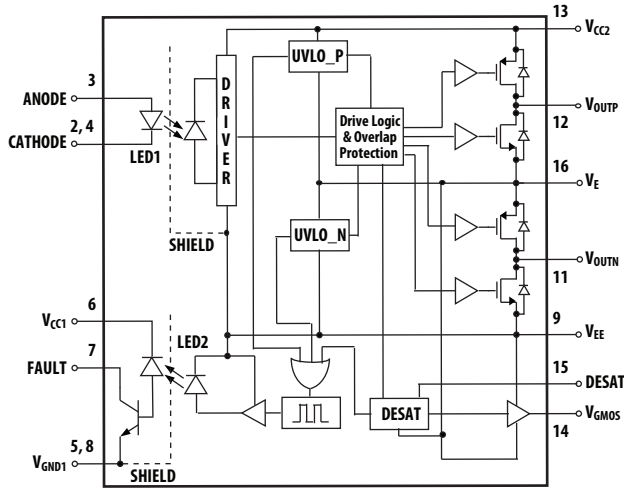 13
VCC2
UVLO_P
DRIVER
3
ANODE
2, 4
CATHODE
LED1
Drive Logic
& Overlap
Protection
VOUTP
12
16
VE
UVLO_N
SHIELD
VOUTN
11
6
VCC1
LED2
9
VEE
7
FAULT
15
DESAT
DESAT
VGMOS
14
5, 8
VGND1
SHIELD